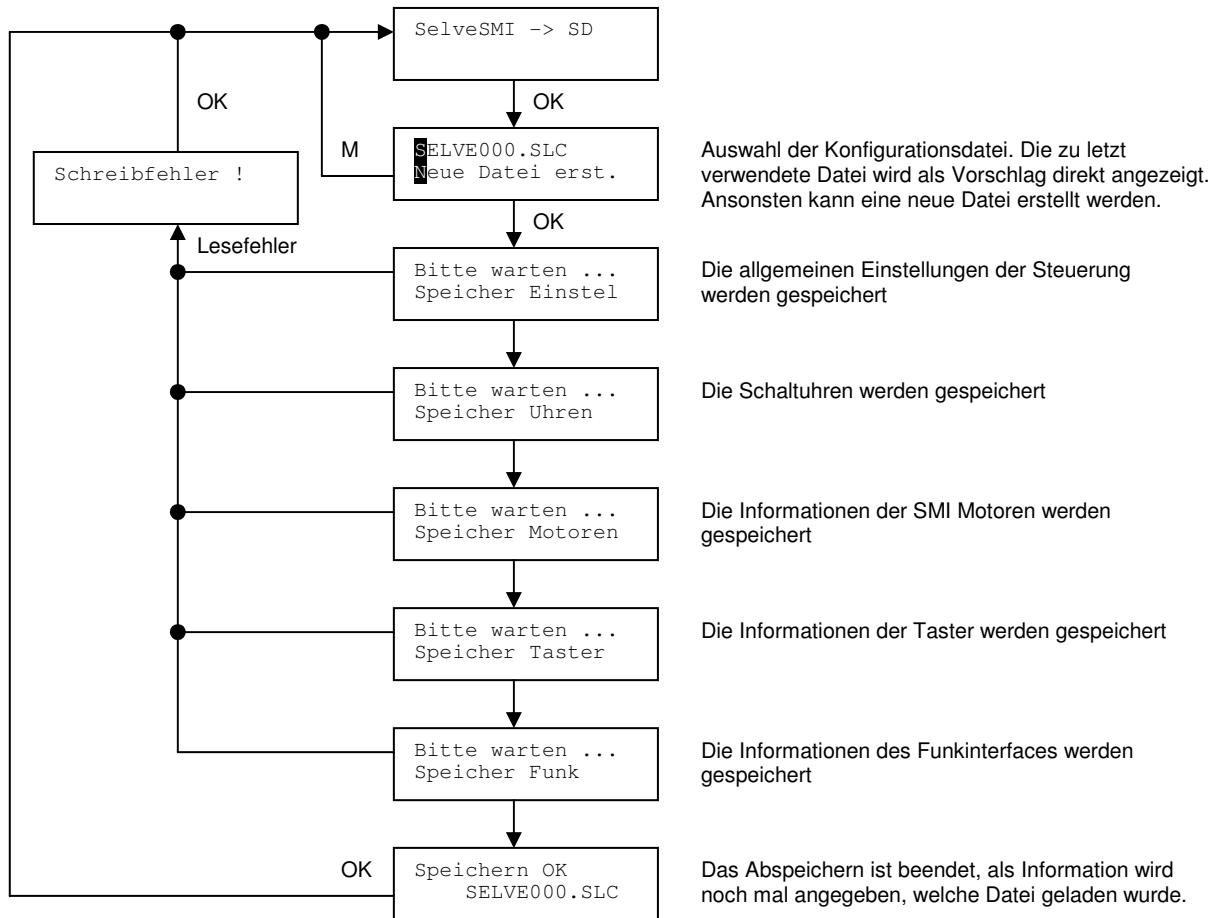 SelveSMI -> SD
OK
OK
M
SELVE000.SLC
Neue Datei erst.
Auswahl der Konfigurationsdatei. Die zu letzt
verwendete Datei wird als Vorschlag direkt angezeigt.
Ansonsten kann eine neue Datei erstellt werden.
Schreibfehler !
OK
Lesefehler
Bitte warten ...
Speicher Einstel
Die allgemeinen Einstellungen der Steuerung
werden gespeichert
Bitte warten ...
Speicher Uhren
Die Schaltuhren werden gespeichert
Bitte warten ...
Speicher Motoren
Die Informationen der SMI Motoren werden
gespeichert
Bitte warten ...
Speicher Taster
Die Informationen der Taster werden gespeichert
Bitte warten ...
Speicher Funk
Die Informationen des Funkinterfaces werden
gespeichert
OK
Speichern OK
SELVE000.SLC
Das Abspeichern ist beendet, als Information wird
noch mal angegeben, welche Datei geladen wurde.